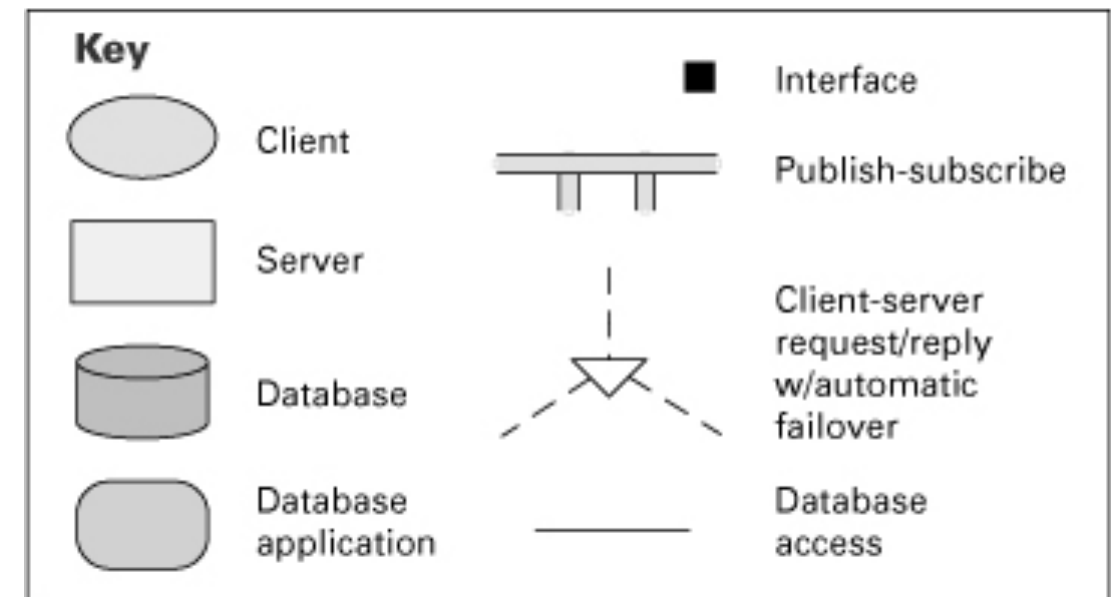 Key
Client
Server
Database
Database
application
Interface
Publish-subscribe
Client-server
request/reply
w/automatic
failover
Database
access